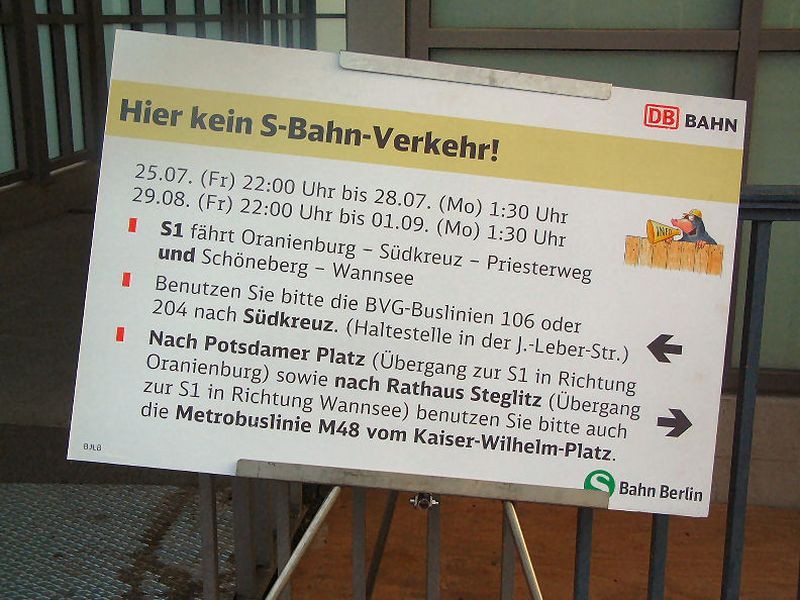 DB BAHN
Hier kein S-Bahn-Verkehr!
25.07. (Fr) 22:00 Uhr bis 28.07. (Mo) 1:30 Uhr
29.08. (Fr) 22:00 Uhr bis 01.09. (Mo) 1:30 Uhr
S1 fährt Oranienburg – Südkreuz – Priesterweg
und Schöneberg – Wannsee
Benutzen Sie bitte die BVG-Buslinien 106 oder
204 nach Südkreuz. (Haltestelle in der J.-Leber-Str.)
Nach Potsdamer Platz (Übergang zur S1 in Richtung
Oranienburg) sowie nach Rathaus Steglitz (Übergang
zur S1 in Richtung Wannsee) benutzen Sie bitte auch
die Metrobuslinie M48 vom Kaiser-Wilhelm-Platz.
BJLB
S Bahn Berlin